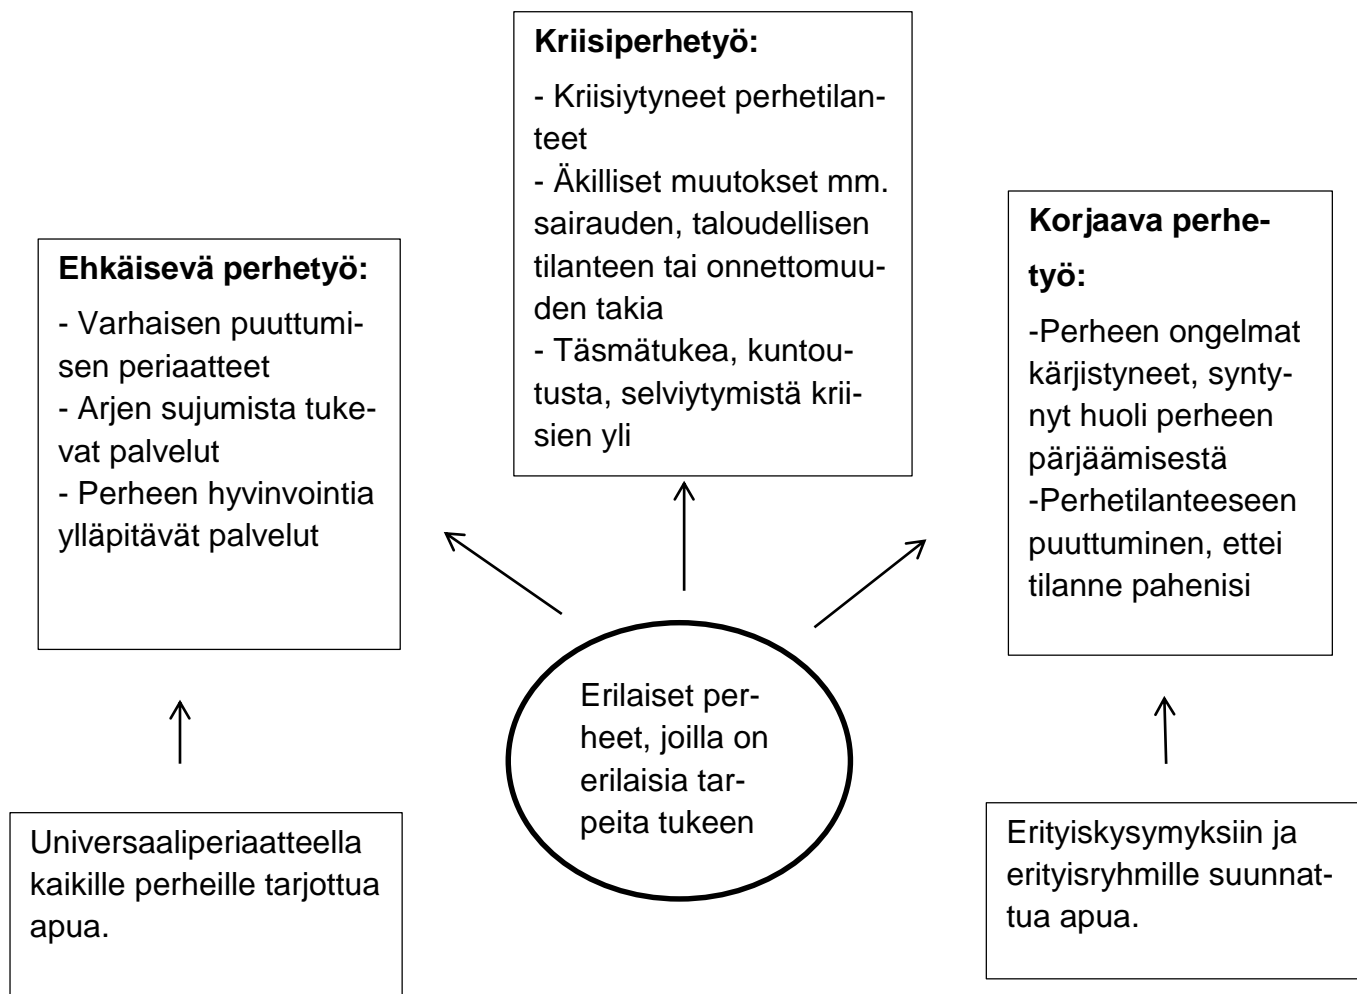 Kriisiperhetyö:
- Kriisiytyneet perhetilan-
teet
- Äkilliset muutokset mm.
sairauden, taloudellisen
tilanteen tai onnettomuu-
den takia
- Täsmätukea, kuntou-
tusta, selviytymistä krii-
sien yli
Ehkäisevä perhetyö:
- Varhaisen puuttumi-
sen periaatteet
- Arjen sujumista tuke-
vat palvelut
- Perheen hyvinvointia
ylläpitävät palvelut
Korjaava perhe-
työ:
-Perheen ongelmat
kärjistyneet, synty-
nyt huoli perheen
pärjäämisestä
-Perhetilanteeseen
puuttuminen, ettei
tilanne pahenisi
Erilaiset per-
heet, joilla on
erilaisia tar-
peita tukeen
Universaaliperiaatteella
kaikille perheille tarjottua
apua.
Erityiskysymyksiin ja
erityisryhmille suunnat-
tua apua.